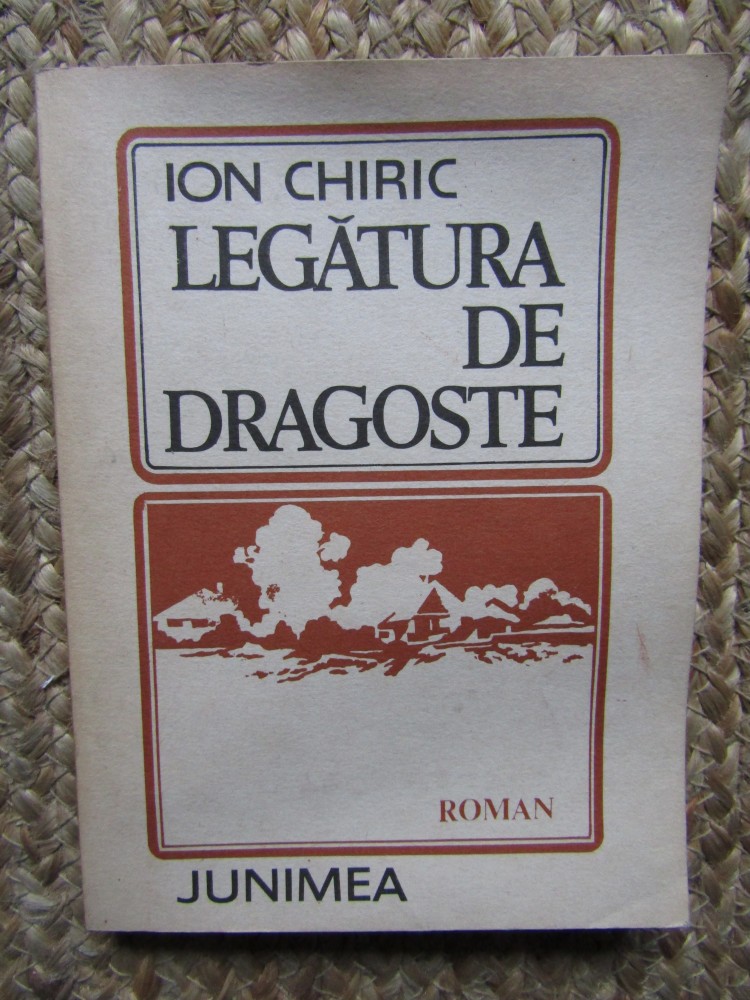 ION CHIRIC
LEGĂTURA
DE
DRAGOSTE
ROMAN
JUNIMEA